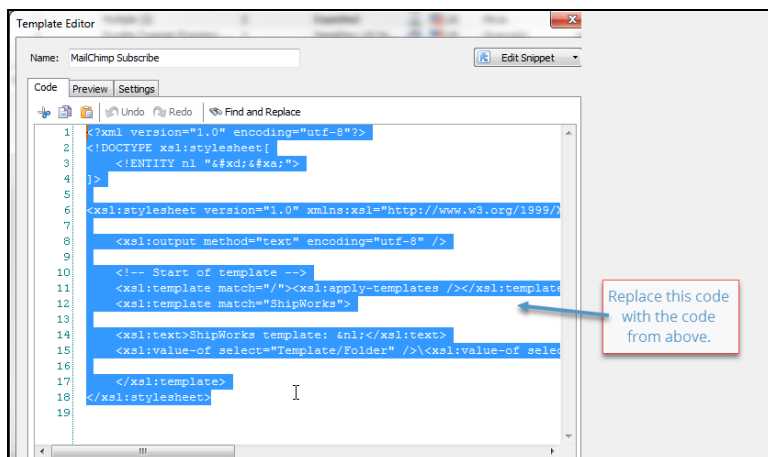 Template Editor
Name: MailChimp Subscribe
Edit Snippet
Code Preview Settings
Undo Redo Find and Replace
1 <?xml version="1.0" encoding="utf-8"?>
2 <!DOCTYPE xsl:stylesheet[
3 <!ENTITY nl "&#xd;&#xa;">
4 ]>
5
6 <xsl:stylesheet version="1.0" xmlns:xsl="http://www.w3.org/1999/X
7
8 <xsl:output method="text" encoding="utf-8" />
9
10 <!-- Start of template -->
11 <xsl:template match="/"><xsl:apply-templates /></xsl:template
12 <xsl:template match="ShipWorks">
13
14 <xsl:text>ShipWorks template: &nl;</xsl:text>
15 <xsl:value-of select="Template/Folder" />\<xsl:value-of selec
16
17 </xsl:template>
18 </xsl:stylesheet>
19
Replace this code
with the code
from above.